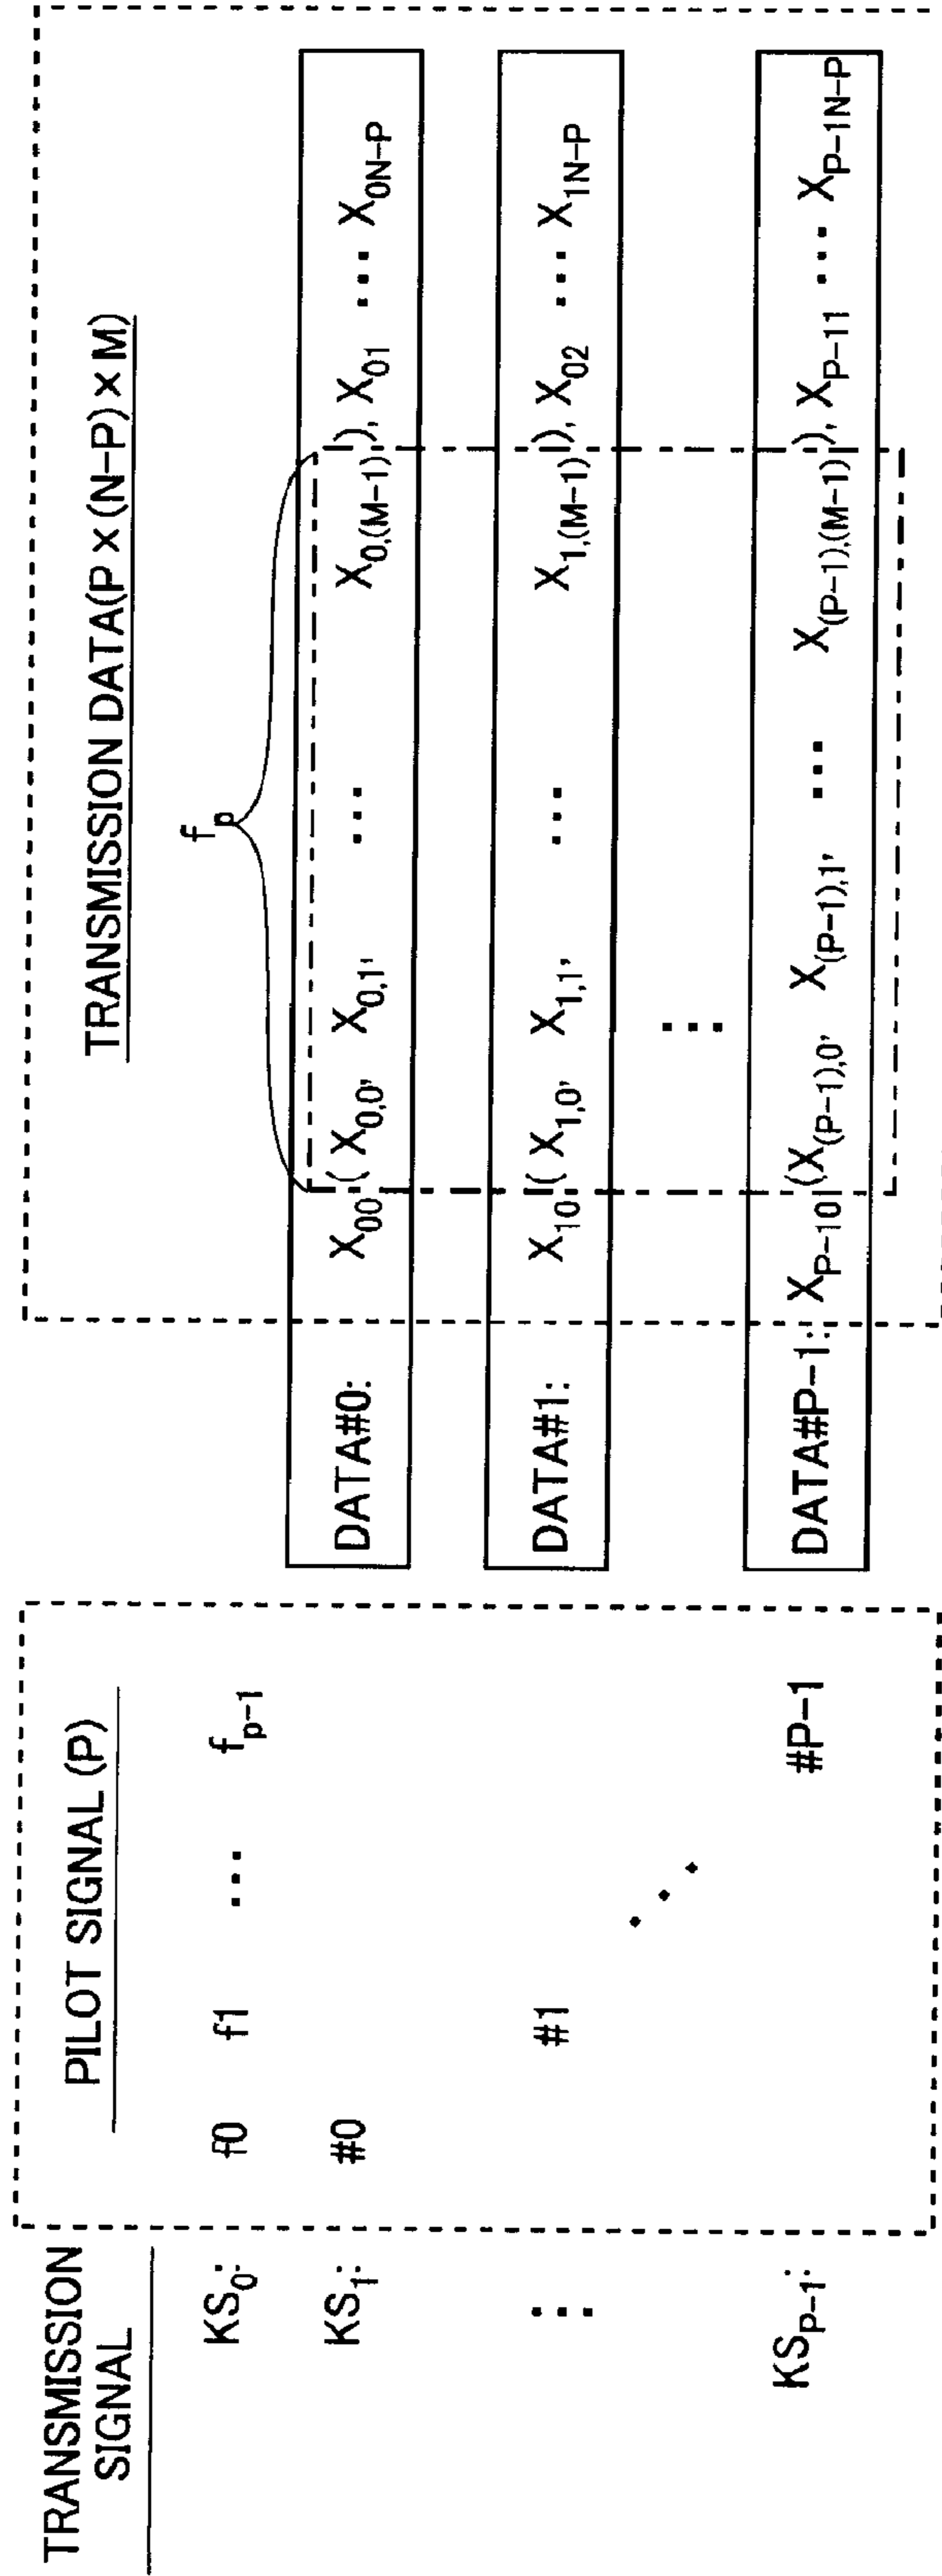 TRANSMISSION
SIGNAL
PILOT SIGNAL (P)
TRANSMISSION DATA(P × (N−P) × M)
KS0: f0 f1 ... fp−1
fp
KS1: #0 DATA#0: X00 ( X0,0, X0,1, ... X0,(M−1) ), X01 ... X0N−P
⋮ #1 DATA#1: X10 ( X1,0, X1,1, ... X1,(M−1) ), X02 ... X1N−P
KSP−1: #P−1 DATA#P−1: XP−10 (X(P−1),0, X(P−1),1, ... X(P−1),(M−1) ), XP−11 ... XP−1N−P